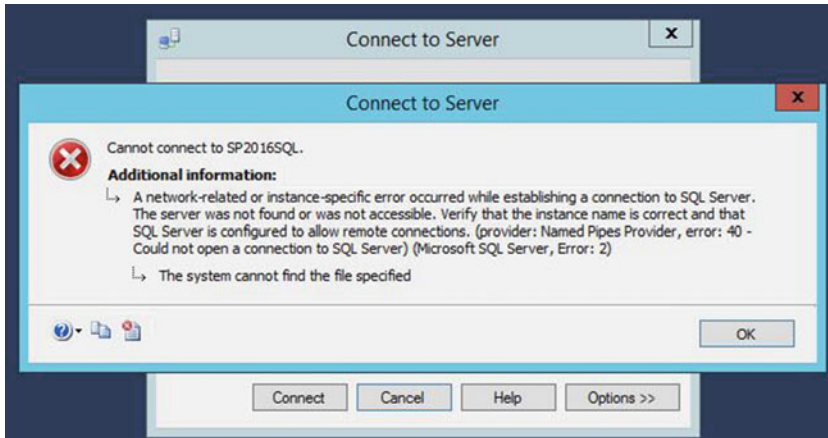 Connect to Server
x
Connect to Server
x
Cannot connect to SP2016SQL.
Additional information:
A network-related or instance-specific error occurred while establishing a connection to SQL Server.
The server was not found or was not accessible. Verify that the instance name is correct and that
SQL Server is configured to allow remote connections. (provider: Named Pipes Provider, error: 40 -
Could not open a connection to SQL Server) (Microsoft SQL Server, Error: 2)
The system cannot find the file specified
OK
Connect Cancel Help Options >>